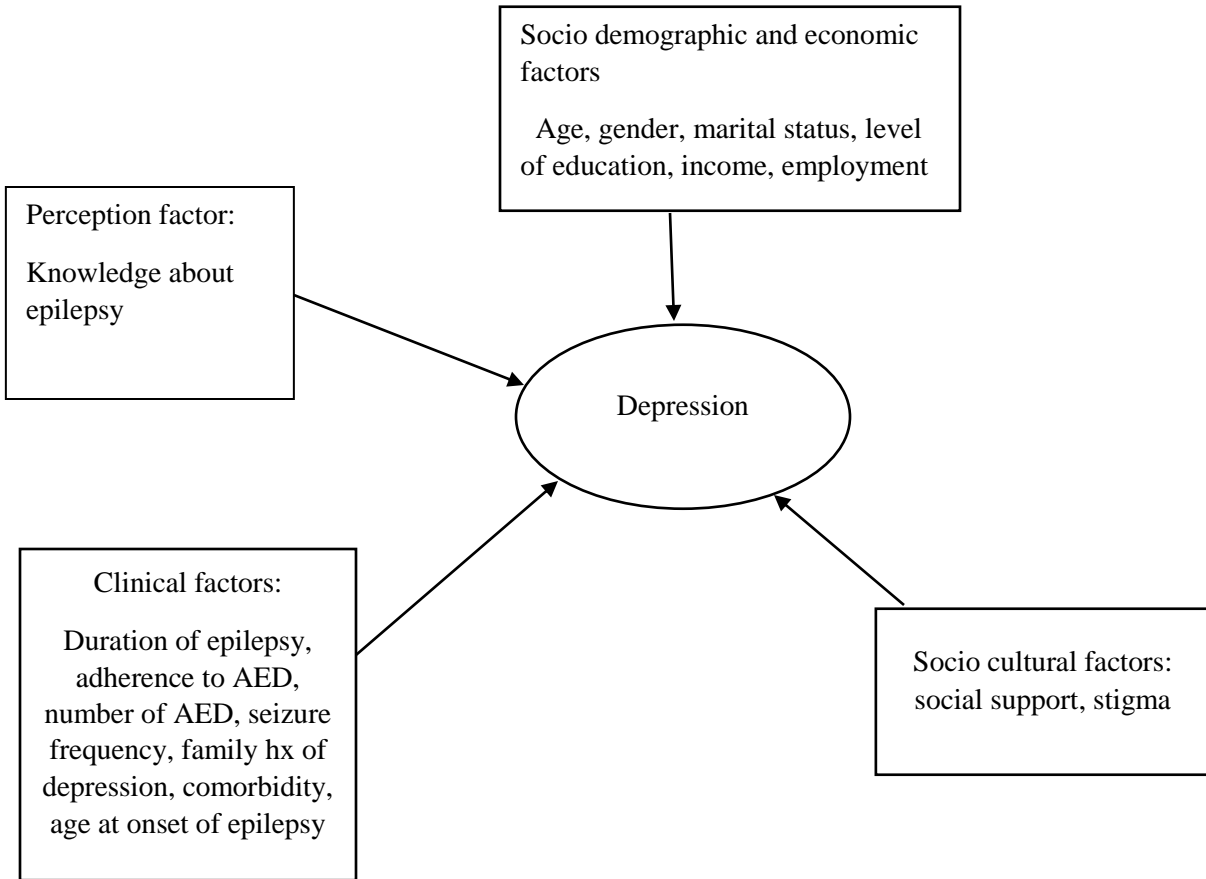 Socio demographic and economic
factors
Age, gender, marital status, level
of education, income, employment
Perception factor:
Knowledge about
epilepsy
Depression
Clinical factors:
Duration of epilepsy,
adherence to AED,
number of AED, seizure
frequency, family hx of
depression, comorbidity,
age at onset of epilepsy
Socio cultural factors:
social support, stigma